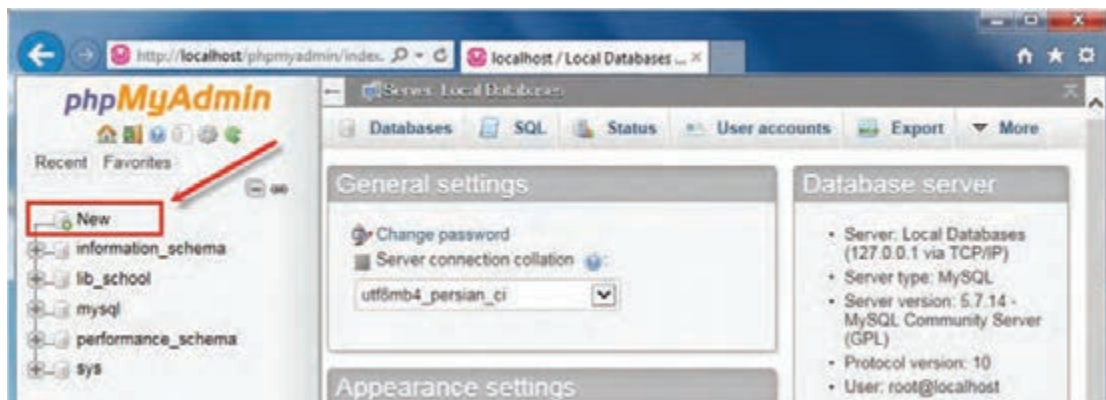 http://localhost/phpmyadmin/index.
localhost / Local Databases ...
phpMyAdmin
Recent Favorites
New
information_schema
lib_school
mysql
performance_schema
sys
Server: Local Databases
Databases SQL Status User accounts Export More
General settings
Change password
Server connection collation :
utf8mb4_persian_ci
Appearance settings
Database server
• Server: Local Databases
(127.0.0.1 via TCP/IP)
• Server type: MySQL
• Server version: 5.7.14 -
MySQL Community Server
(GPL)
• Protocol version: 10
• User: root@localhost